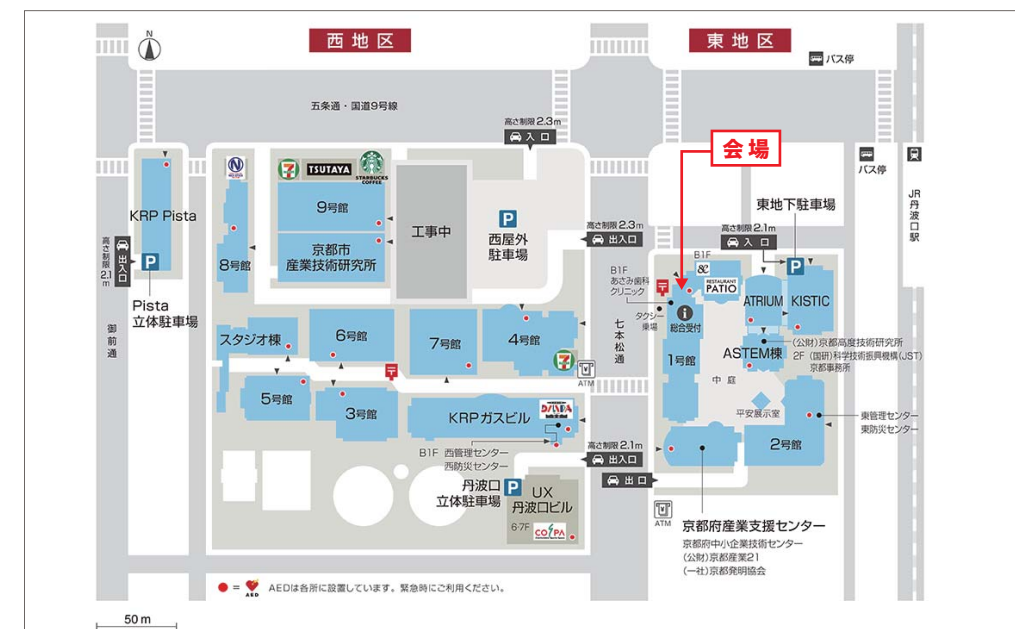 西地区
東地区
N
バス停
五条通・国道9号線
高さ制限2.3m
入口
会場
バス停
JR丹波口駅
TSUTAYA
STARBUCKS
COFFEE
KRP Pista
9号館
工事中
P
西屋外
駐車場
高さ制限2.3m
出入口
東地下駐車場
高さ制限2.1m
入口
P
高さ制限2.1m
出入口
P
8号館
京都市
産業技術研究所
B1F
あさみ歯科
クリニック
B1F
RESTAURANT
PATIO
ATRIUM
KISTIC
Pista
立体駐車場
タクシー
乗場
総合受付
御前通
七本松通
スタジオ棟
6号館
7号館
4号館
1号館
ASTEM棟
(公財)京都高度技術研究所
2F (国研)科学技術振興機構(JST)
京都事務所
ATM
中庭
5号館
3号館
KRPガスビル
平安展示室
東管理センター
東防災センター
B1F 西管理センター
西防災センター
高さ制限2.1m
出入口
2号館
出口
丹波口
立体駐車場
P
UX
丹波口ビル
6·7F
COSPA
ATM
京都府産業支援センター
京都府中小企業技術センター
(公財)京都産業21
(一社)京都発明協会
= AED AEDは各所に設置しています。緊急時にご利用ください。
50 m